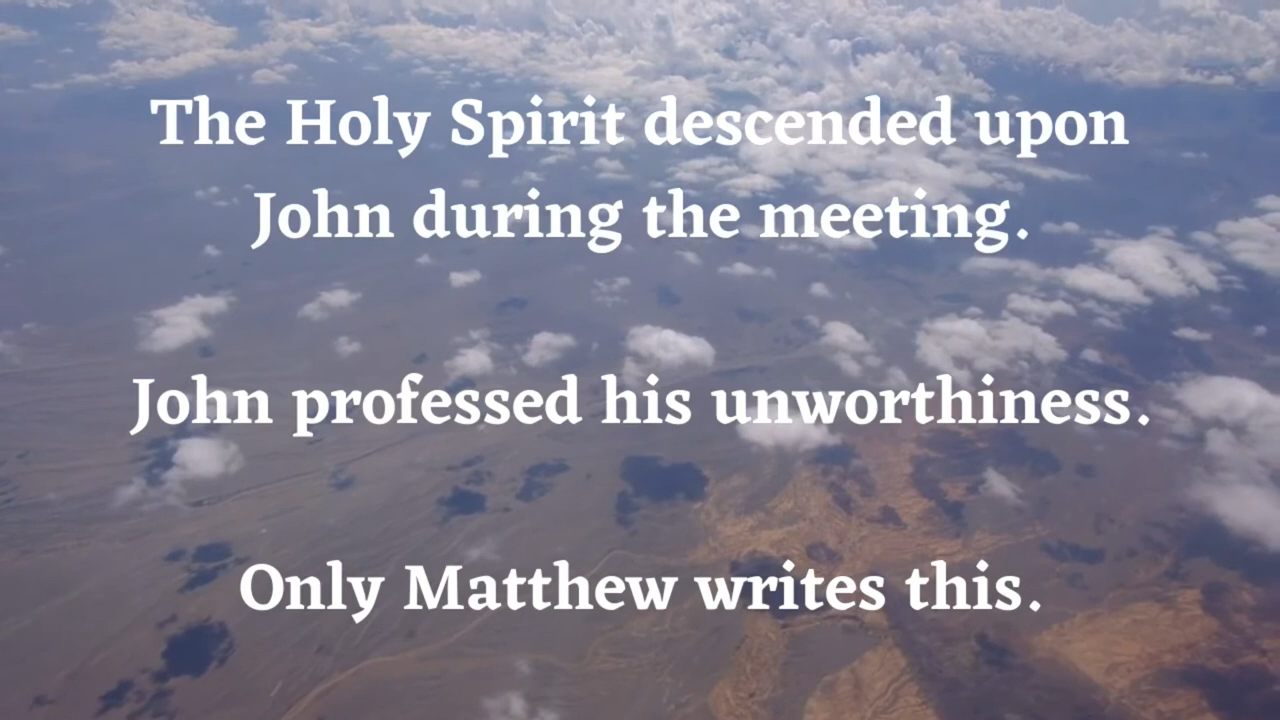 The Holy Spirit descended upon
John during the meeting.
John professed his unworthiness.
Only Matthew writes this.